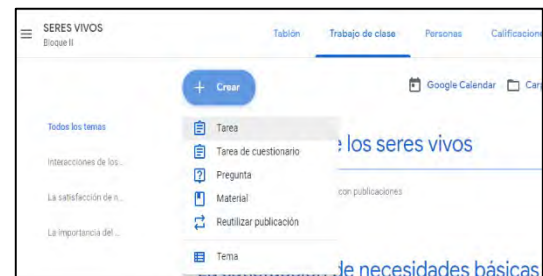 SERES VIVOS
Bloque II
Tablón
Trabajo de clase
Personas
Calificacione
Crear
Google Calendar
Car
Todos los temas
Interacciones de los...
La satisfacción de n...
La importancia del ...
Tarea
Tarea de cuestionario
Pregunta
Material
Reutilizar publicación
Tema
e los seres vivos
con publicaciones
de necesidades básicas